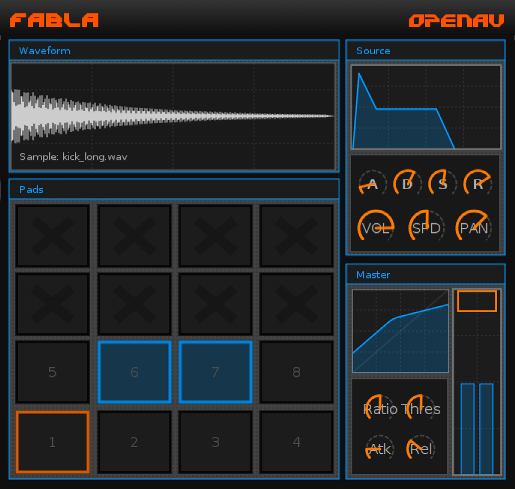 FABLA
OPENAV
Waveform
Sample: kick_long.wav
Source
A D S R
VOL SPD PAN
Pads
5 6 7 8
1 2 3 4
Master
Ratio Thres
Atk Rel